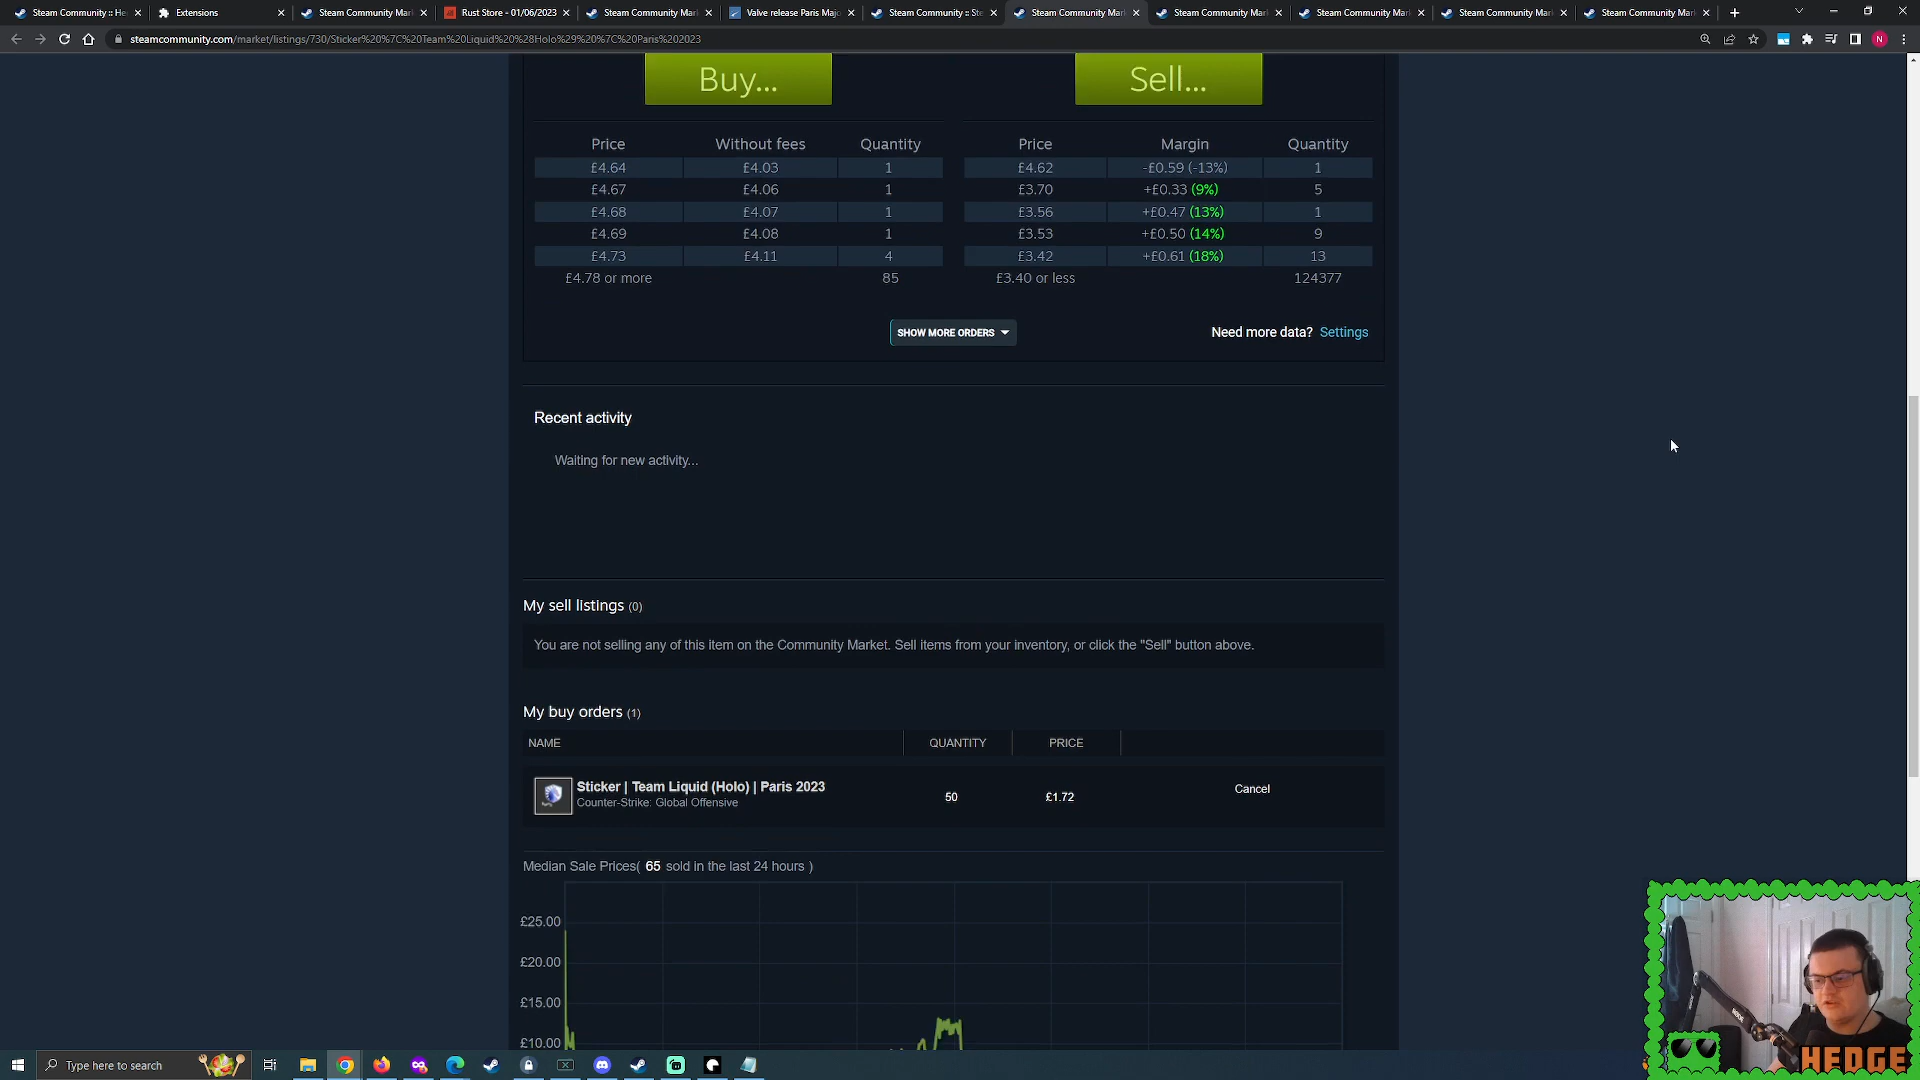 Steam Community :: He
Extensions
Steam Community Mar
Rust Store - 01/06/2023
Steam Community Mar
Valve release Paris Majo
Steam Community :: Ste
Steam Community Mar
Steam Community Mar
Steam Community Mar
Steam Community Mar
Steam Community Mar
steamcommunity.com/market/listings/730/Sticker%20%7C%20Team%20Liquid%20%28Holo%29%20%7C%20Paris%202023
N
Buy...
Sell...
Price Without fees Quantity
£4.64 £4.03 1
£4.67 £4.06 1
£4.68 £4.07 1
£4.69 £4.08 1
£4.73 £4.11 4
£4.78 or more 85
Price Margin Quantity
£4.62 -£0.59 (-13%) 1
£3.70 +£0.33 (9%) 5
£3.56 +£0.47 (13%) 1
£3.53 +£0.50 (14%) 9
£3.42 +£0.61 (18%) 13
£3.40 or less 124377
SHOW MORE ORDERS
Need more data? Settings
Recent activity
Waiting for new activity...
My sell listings (0)
You are not selling any of this item on the Community Market. Sell items from your inventory, or click the "Sell" button above.
My buy orders (1)
NAME QUANTITY PRICE
Sticker | Team Liquid (Holo) | Paris 2023
Counter-Strike: Global Offensive
50 £1.72 Cancel
Median Sale Prices( 65 sold in the last 24 hours )
£25.00
£20.00
£15.00
£10.00
Type here to search
HEDGE